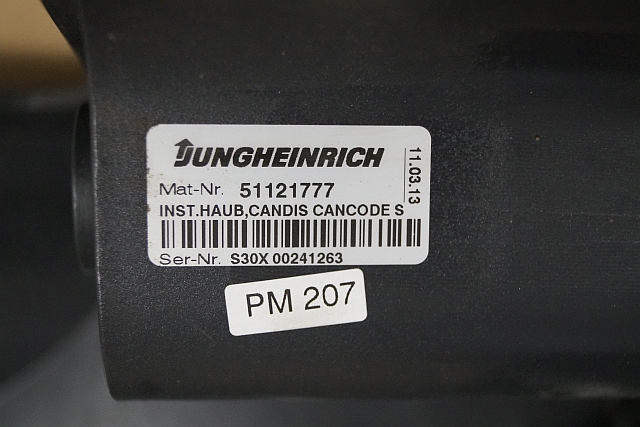 JUNGHEINRICH
11.03.13
Mat-Nr. 51121777
INST.HAUB,CANDIS CANCODE S
Ser-Nr. S30X 00241263
PM 207